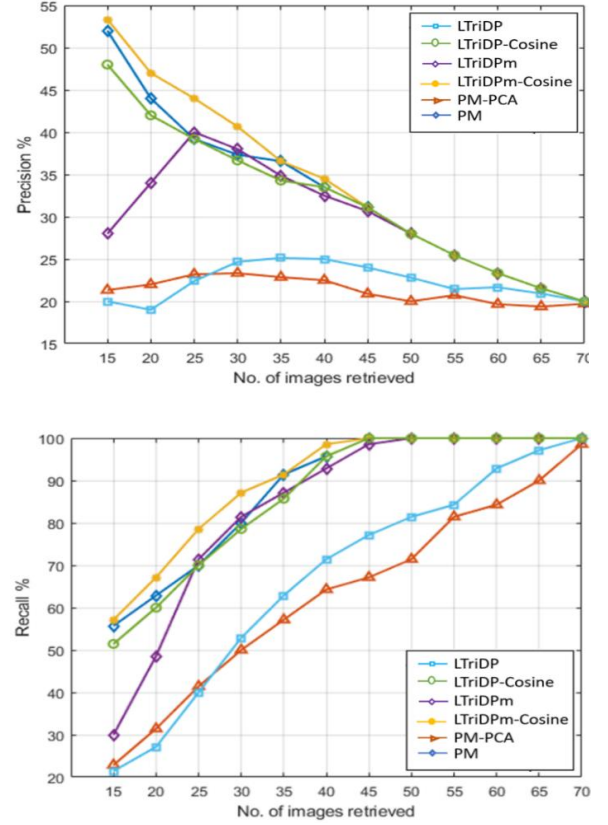 55
50
45
40
35
30
25
20
15
Precision %
LTriDP
LTriDP-Cosine
LTriDPm
LTriDPm-Cosine
PM-PCA
PM
15 20 25 30 35 40 45 50 55 60 65 70
No. of images retrieved
100
90
80
70
60
50
40
30
20
Recall %
LTriDP
LTriDP-Cosine
LTriDPm
LTriDPm-Cosine
PM-PCA
PM
15 20 25 30 35 40 45 50 55 60 65 70
No. of images retrieved